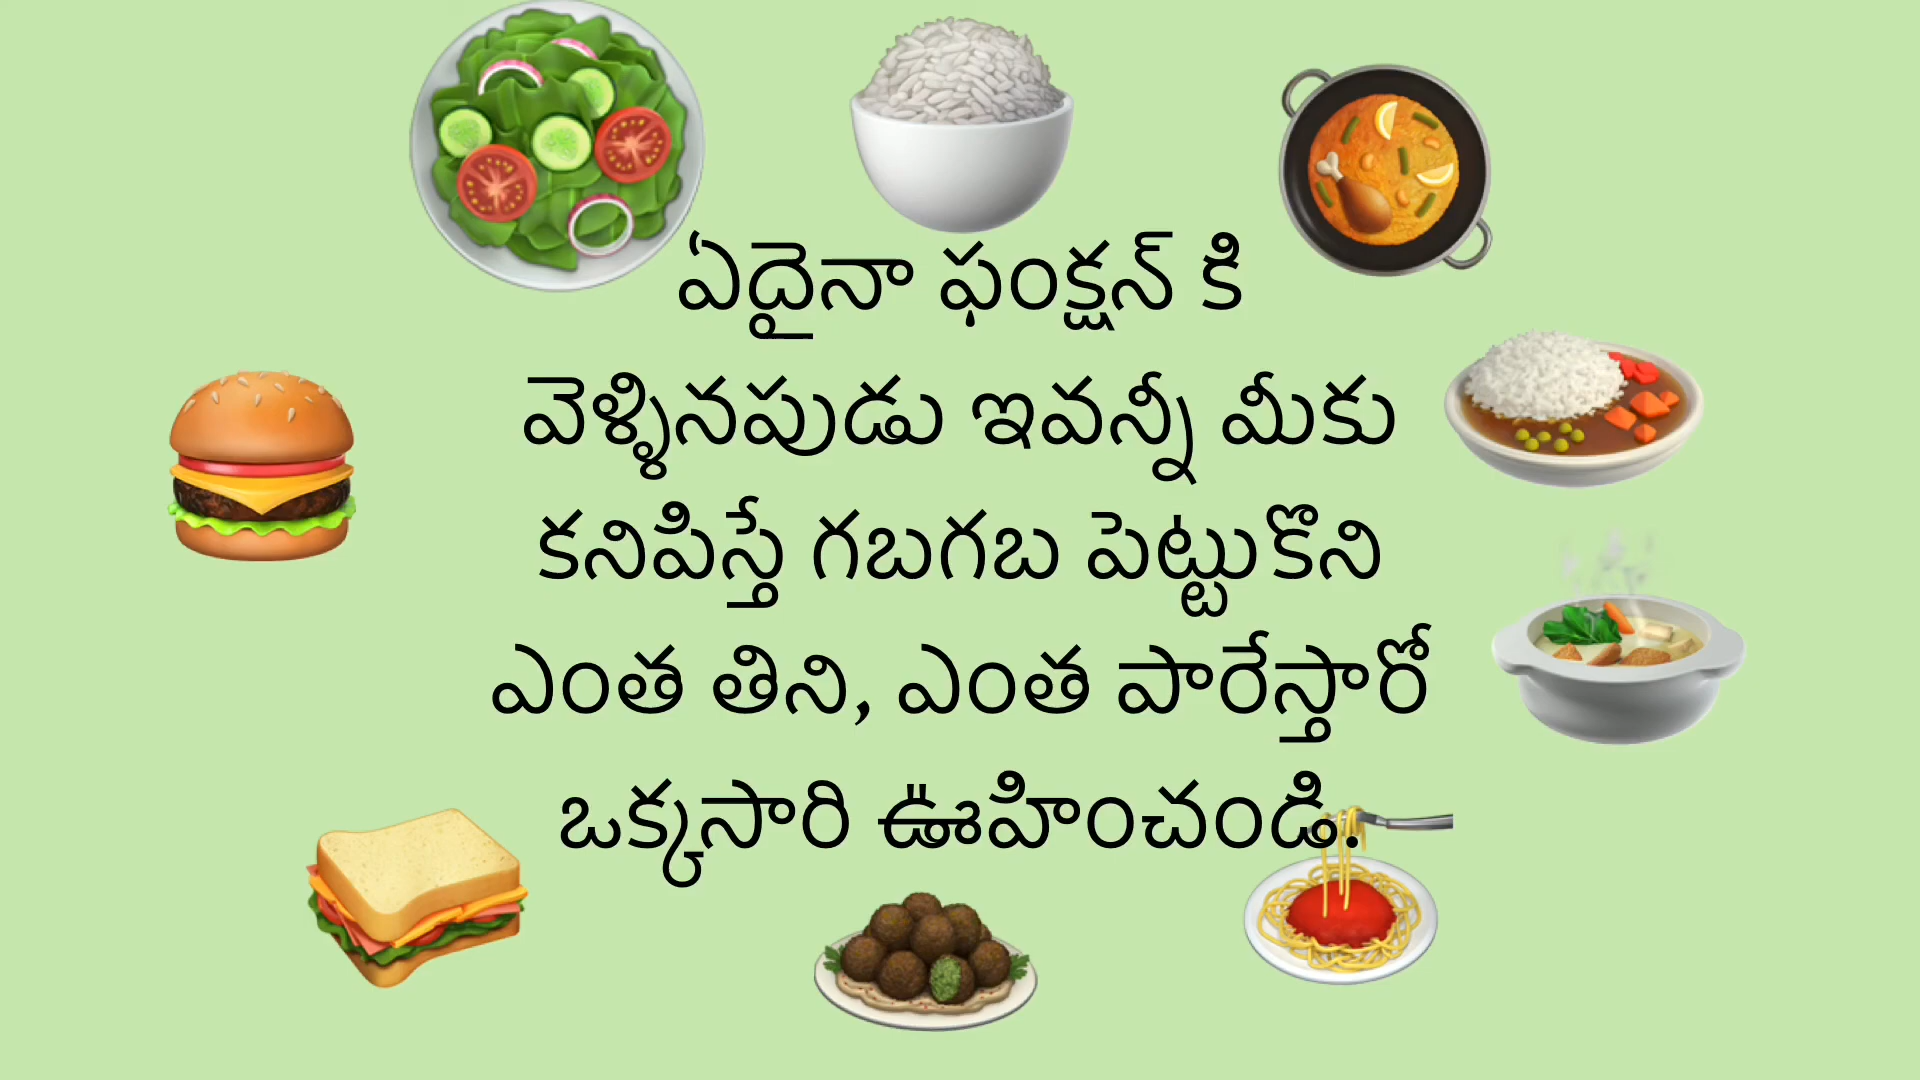 ఏదైనా ఫంక్షన్ కి
వెళ్ళినపుడు ఇవన్నీ మీకు
కనిపిస్తే గబగబ పెట్టుకొని
ఎంత తిని, ఎంత పారేస్తారో
ఒక్కసారి ఊహించండి.